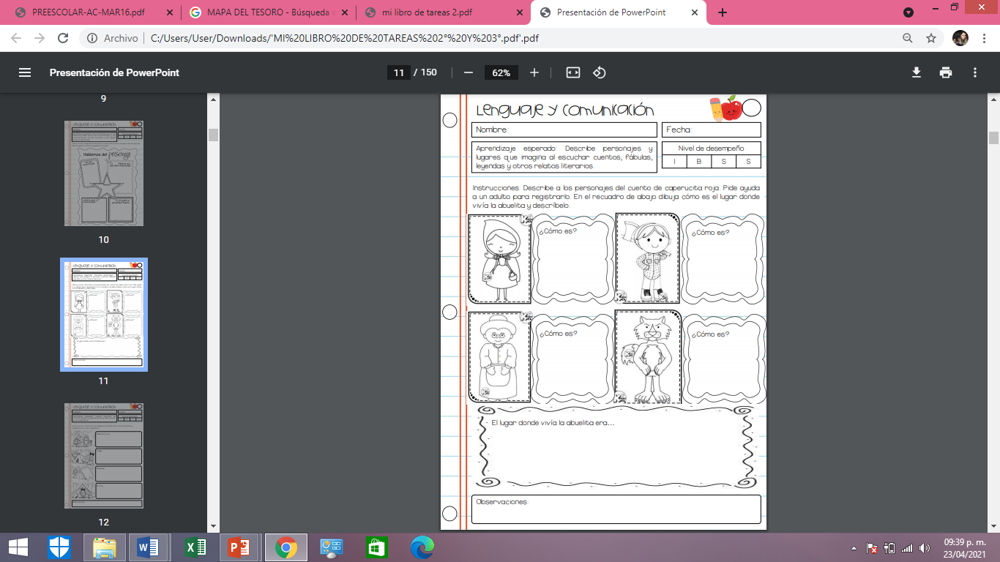 PREESCOLAR-AC-MAR16.pdf
MAPA DEL TESORO - Búsqueda
mi libro de tareas 2.pdf
Presentación de PowerPoint
Archivo
C:/Users/User/Downloads/'MI%20LIBRO%20DE%20TAREAS%202°%20Y%203°.pdf'.pdf
Presentación de PowerPoint
11 / 150
62%
9
10
11
12
Lenguaje y comunicación
Nombre:
Fecha:
Aprendizaje esperado: Describe personajes y
lugares que imagina al escuchar cuentos, fábulas,
leyendas y otros relatos literarios.
Nivel de desempeño
I B S S
Instrucciones: Describe a los personajes del cuento de caperucita roja. Pide ayuda
a un adulto para registrarlo. En el recuadro de abajo dibuja cómo es el lugar donde
vivía la abuelita y descríbelo.
¿Cómo es?
¿Cómo es?
¿Cómo es?
¿Cómo es?
El lugar donde vivía la abuelita era...
Observaciones:
09:39 p. m.
23/04/2021